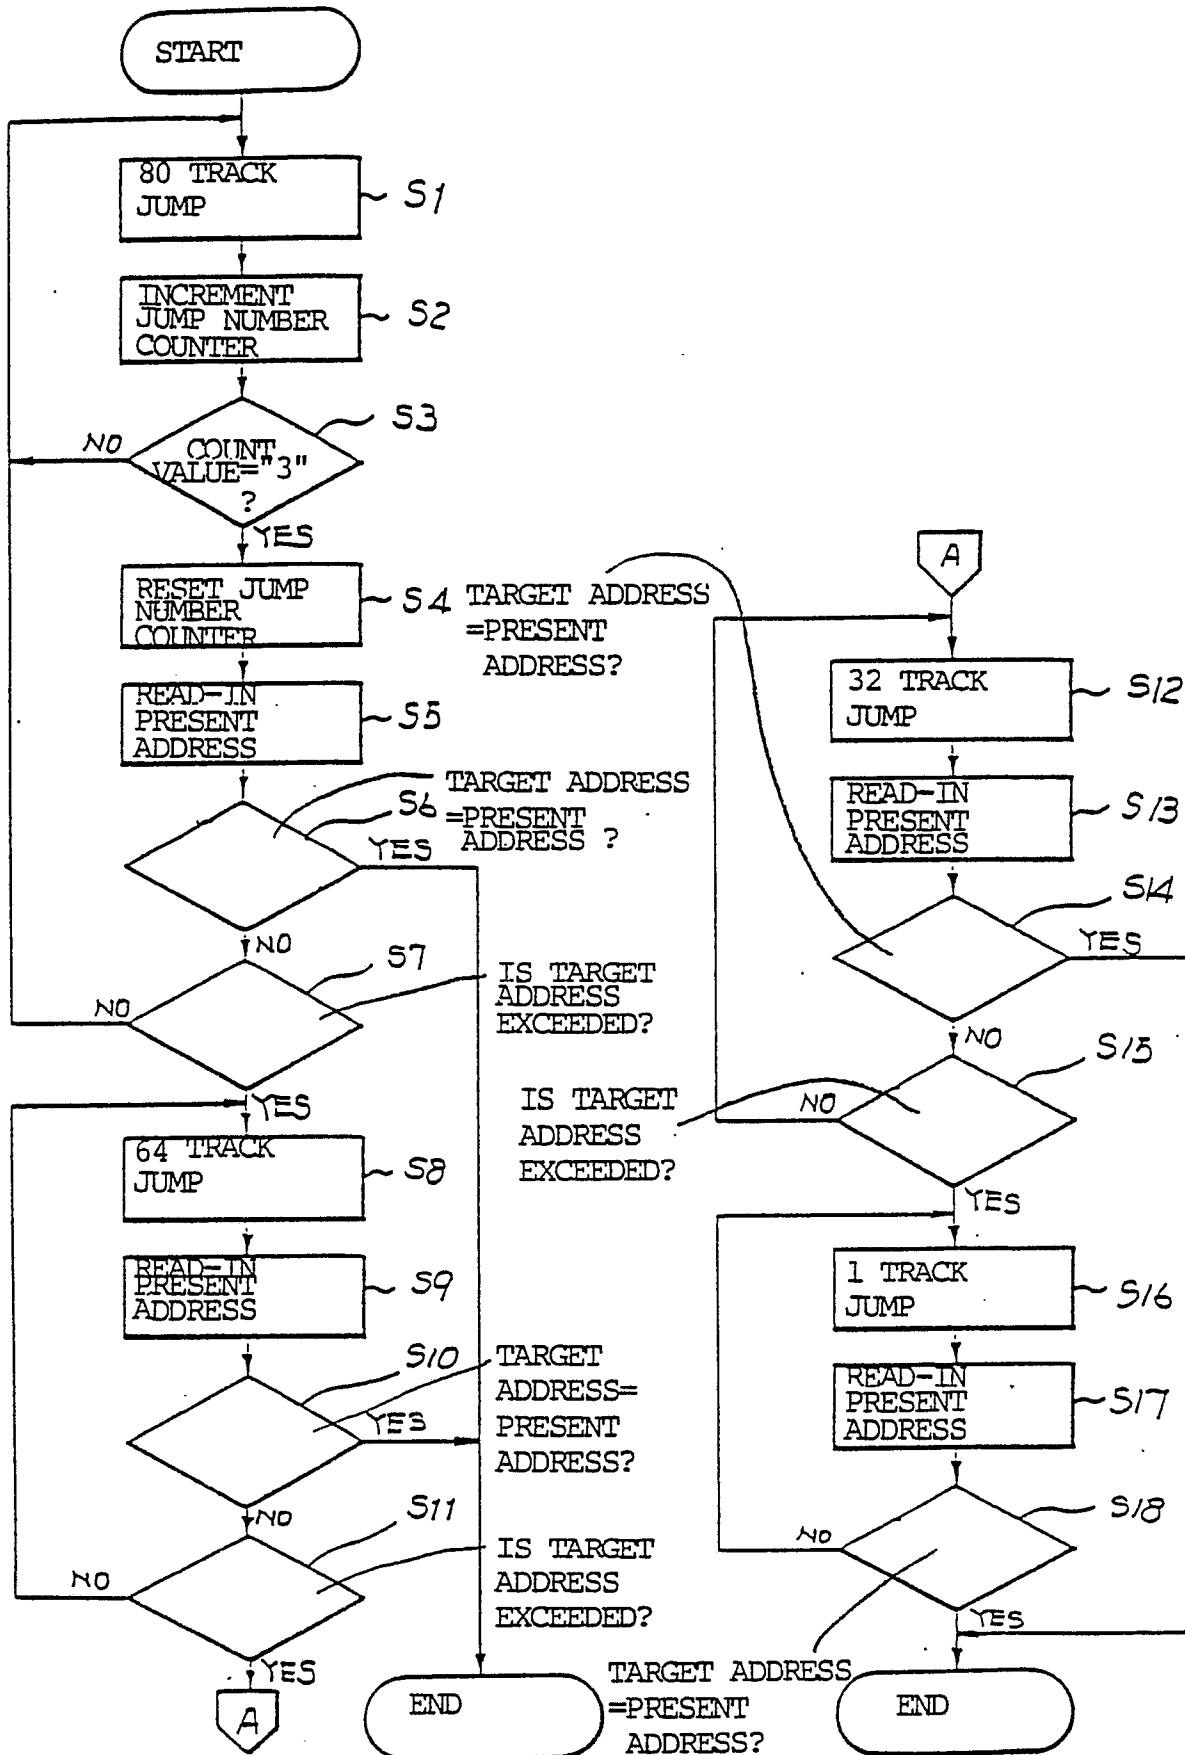 START
80 TRACK
JUMP
S1
INCREMENT
JUMP NUMBER
COUNTER
S2
COUNT
VALUE="3"
?
S3
NO
YES
RESET JUMP
NUMBER
COUNTER
S4
READ-IN
PRESENT
ADDRESS
S5
TARGET ADDRESS
=PRESENT
ADDRESS ?
S6
YES
NO
S7
IS TARGET
ADDRESS
EXCEEDED?
NO
YES
64 TRACK
JUMP
S8
READ-IN
PRESENT
ADDRESS
S9
S10
TARGET
ADDRESS=
PRESENT
ADDRESS?
YES
NO
S11
IS TARGET
ADDRESS
EXCEEDED?
NO
YES
A
END
A
32 TRACK
JUMP
S12
READ-IN
PRESENT
ADDRESS
S13
TARGET ADDRESS
=PRESENT
ADDRESS?
S14
YES
NO
S15
IS TARGET
ADDRESS
EXCEEDED?
NO
YES
1 TRACK
JUMP
S16
READ-IN
PRESENT
ADDRESS
S17
S18
NO
YES
TARGET ADDRESS
=PRESENT
ADDRESS?
END